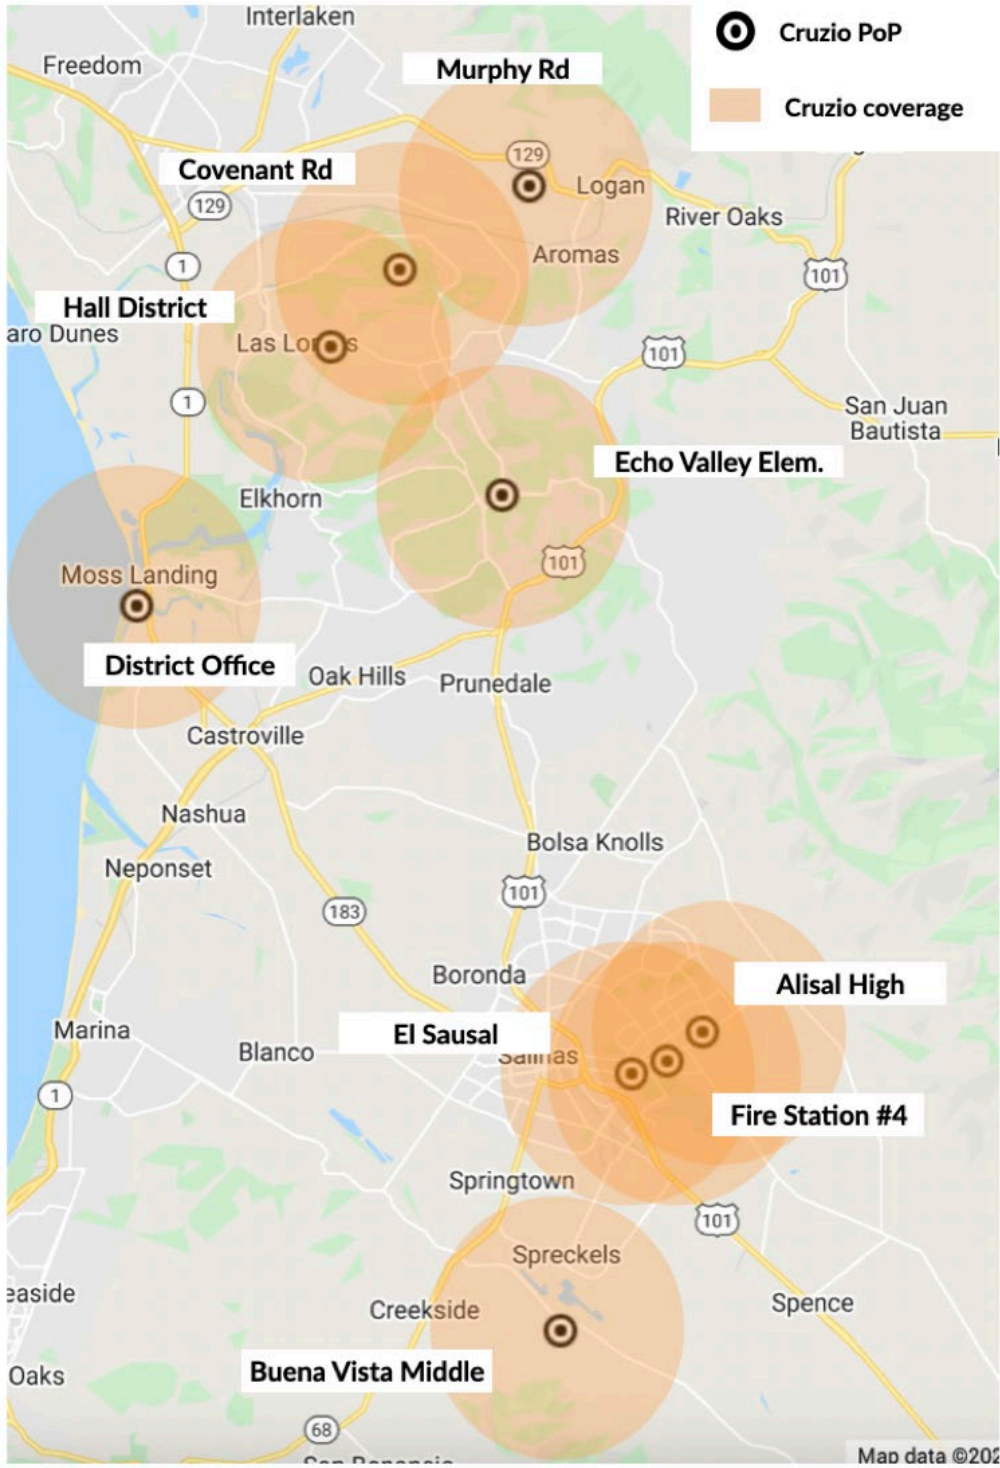 Interlaken
Cruzio PoP
Freedom
Murphy Rd
Cruzio coverage
129
Covenant Rd
Logan
129
River Oaks
Aromas
1
101
Hall District
aro Dunes
Las Lo
101
1
San Juan
Bautista
Echo Valley Elem.
Elkhorn
101
Moss Landing
District Office
Oak Hills
Prunedale
Castroville
Nashua
Bolsa Knolls
Neponset
101
183
Boronda
Alisal High
Marina
El Sausal
Blanco
Salinas
1
Fire Station #4
Springtown
101
Spreckels
easide
Creekside
Spence
Buena Vista Middle
Oaks
68
Map data ©202